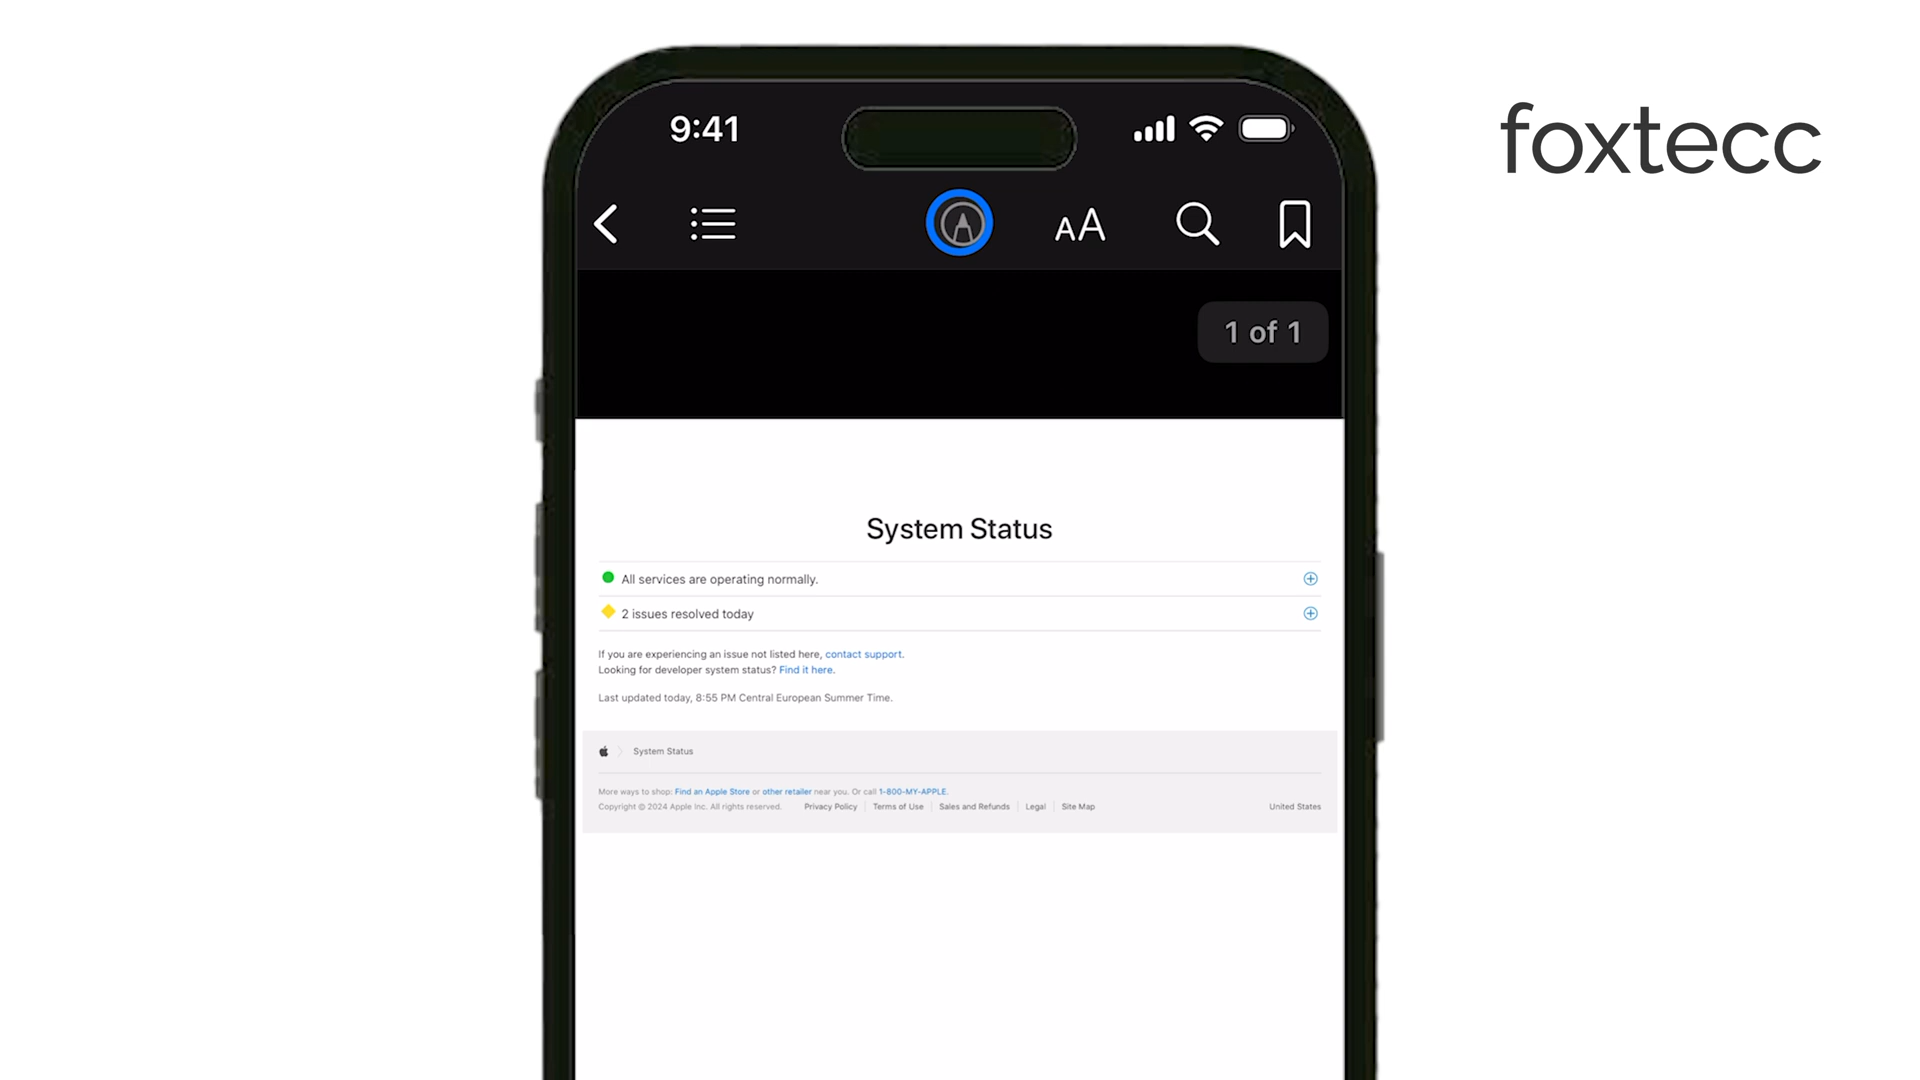 foxtecc
9:41
AA
1 of 1
System Status
All services are operating normally.
2 issues resolved today
If you are experiencing an issue not listed here, contact support.
Looking for developer system status? Find it here.
Last updated today, 8:55 PM Central European Summer Time.
System Status
More ways to shop: Find an Apple Store or other retailer near you. Or call 1-800-MY-APPLE.
Copyright © 2024 Apple Inc. All rights reserved. Privacy Policy Terms of Use Sales and Refunds Legal Site Map United States